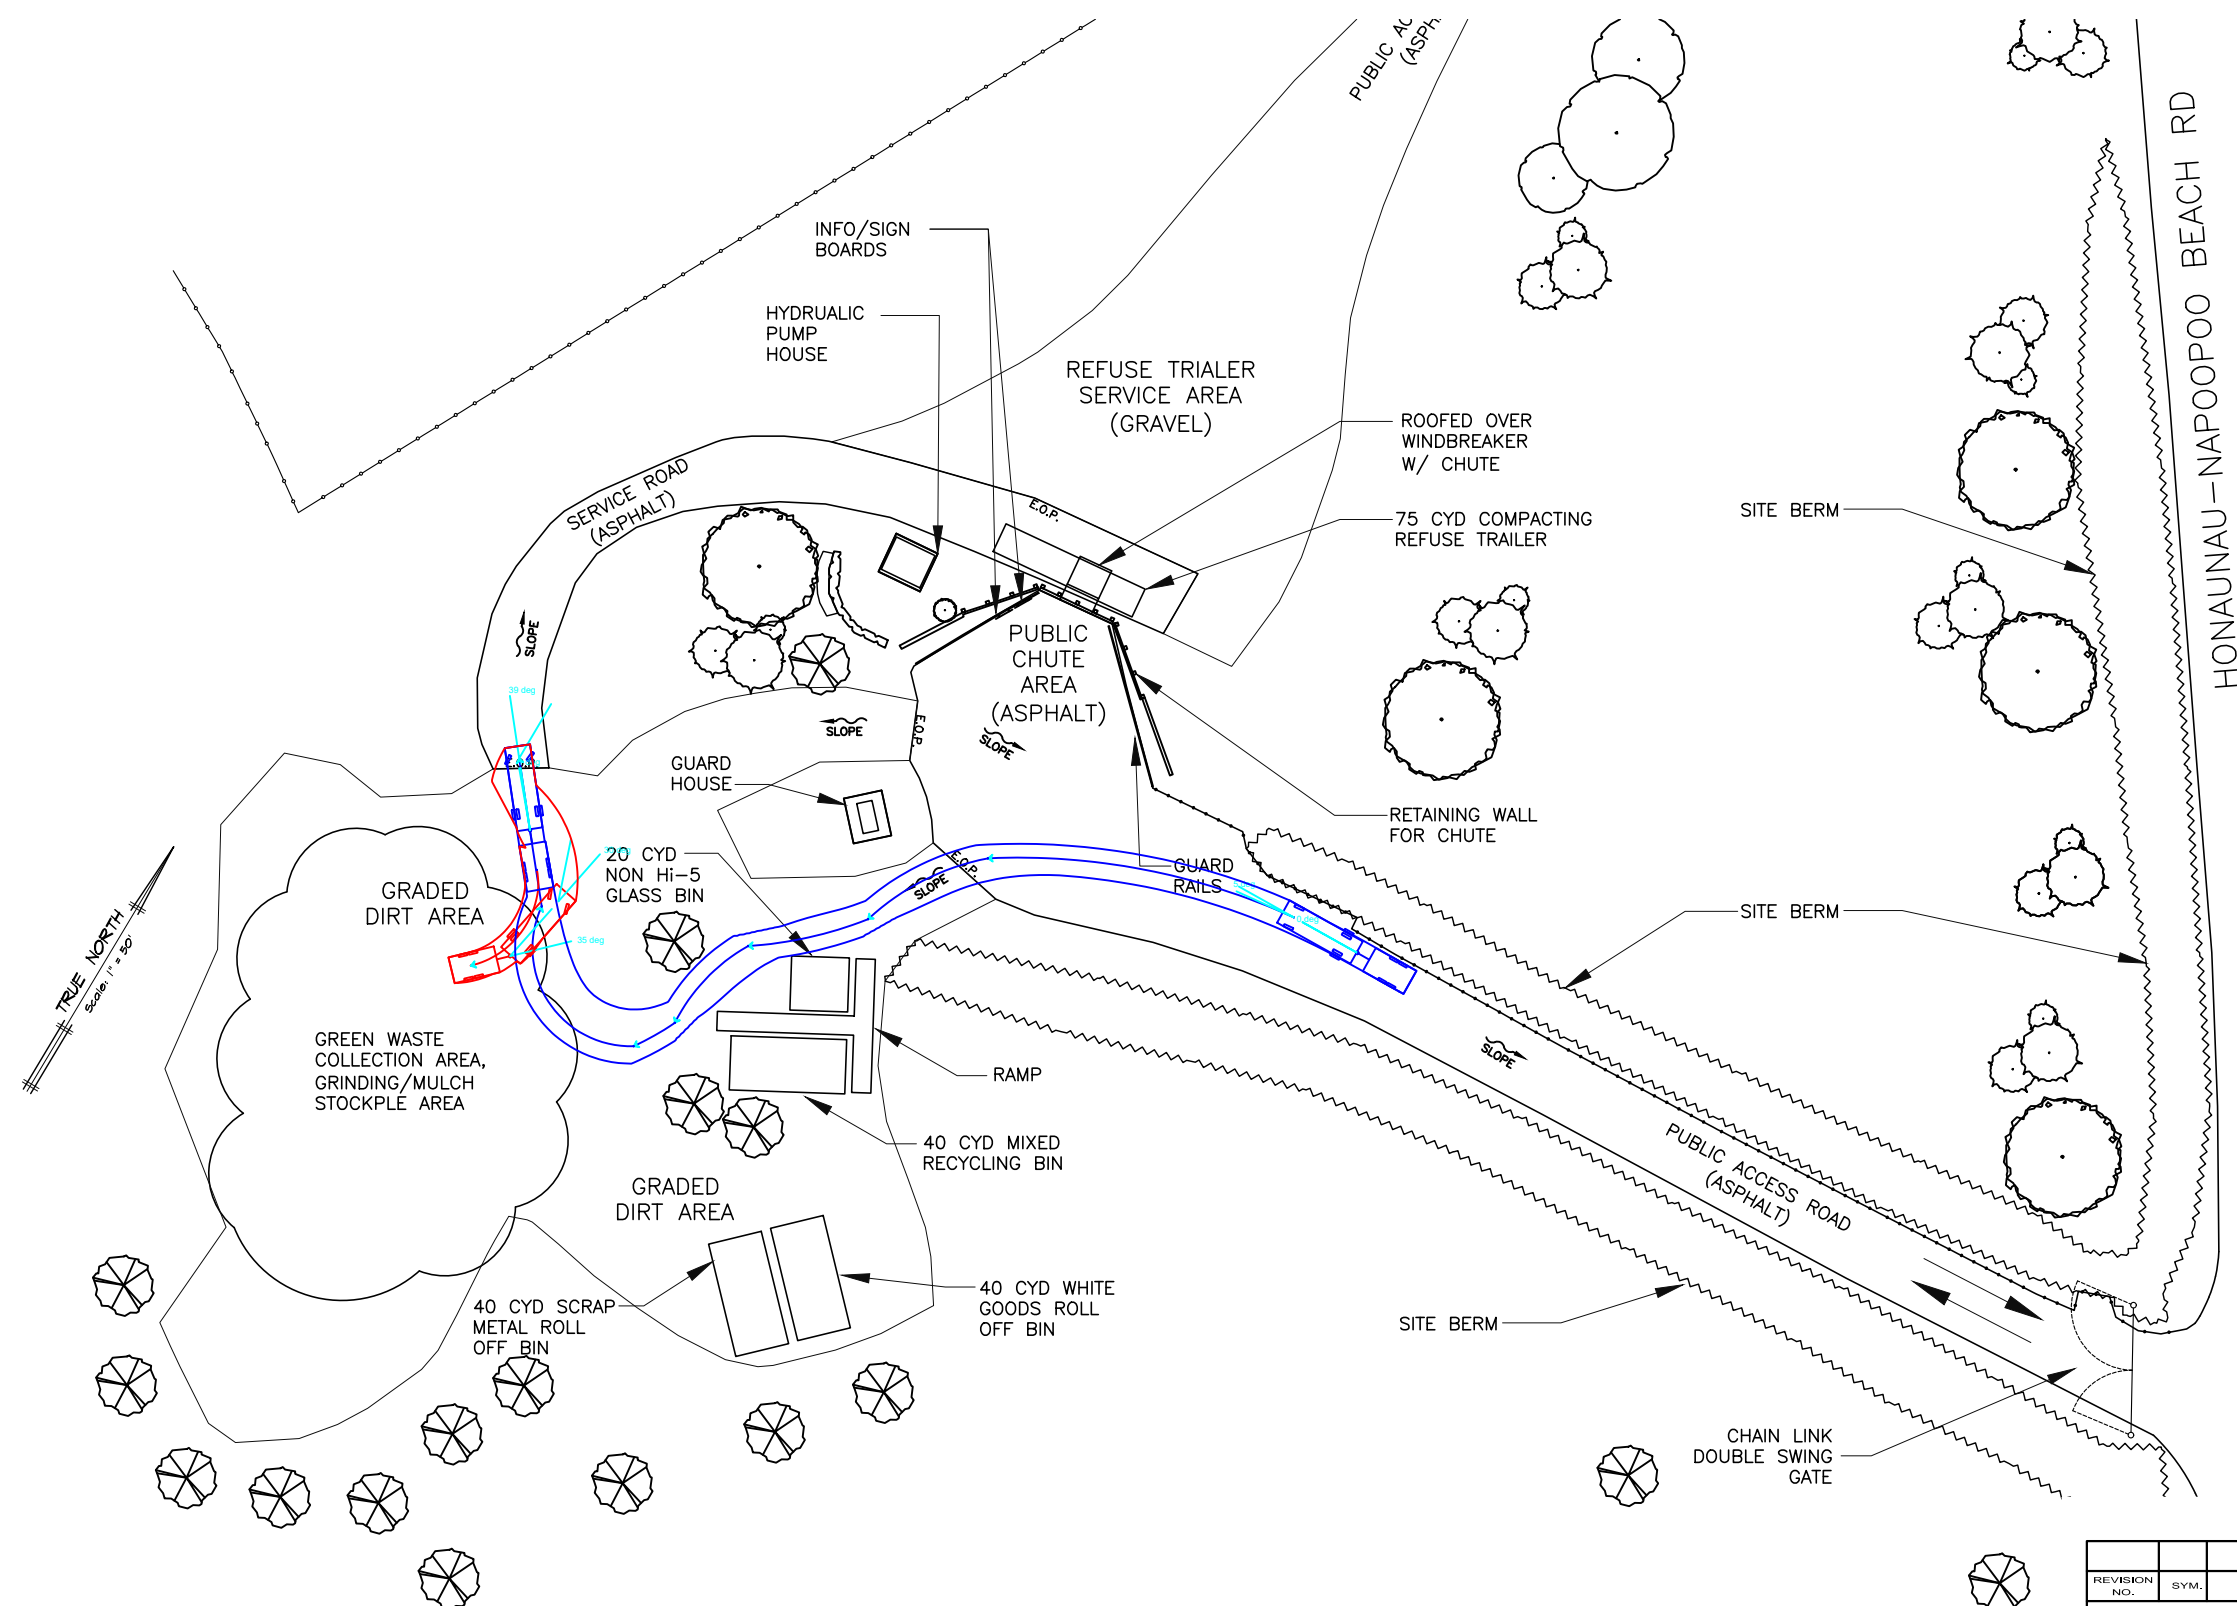 PUBLIC AC
(ASPH
HONAUNAU-NAPOOPOO BEACH RD
INFO/SIGN
BOARDS
HYDRUALIC
PUMP
HOUSE
REFUSE TRIALER
SERVICE AREA
(GRAVEL)
ROOFED OVER
WINDBREAKER
W/ CHUTE
75 CYD COMPACTING
REFUSE TRAILER
SITE BERM
SERVICE ROAD
(ASPHALT)
E.O.P.
SLOPE
PUBLIC
CHUTE
AREA
(ASPHALT)
39 deg
SLOPE
E.O.P.
SLOPE
GUARD
HOUSE
RETAINING WALL
FOR CHUTE
20 CYD
NON Hi-5
GLASS BIN
E.O.P.
SLOPE
GUARD
RAILS
0 deg
GRADED
DIRT AREA
35 deg
SITE BERM
TRUE NORTH
Scale: 1" = 50'
GREEN WASTE
COLLECTION AREA,
GRINDING/MULCH
STOCKPLE AREA
RAMP
SLOPE
40 CYD MIXED
RECYCLING BIN
PUBLIC ACCESS ROAD
(ASPHALT)
GRADED
DIRT AREA
40 CYD SCRAP
METAL ROLL
OFF BIN
40 CYD WHITE
GOODS ROLL
OFF BIN
SITE BERM
CHAIN LINK
DOUBLE SWING
GATE
REVISION
NO.
SYM.